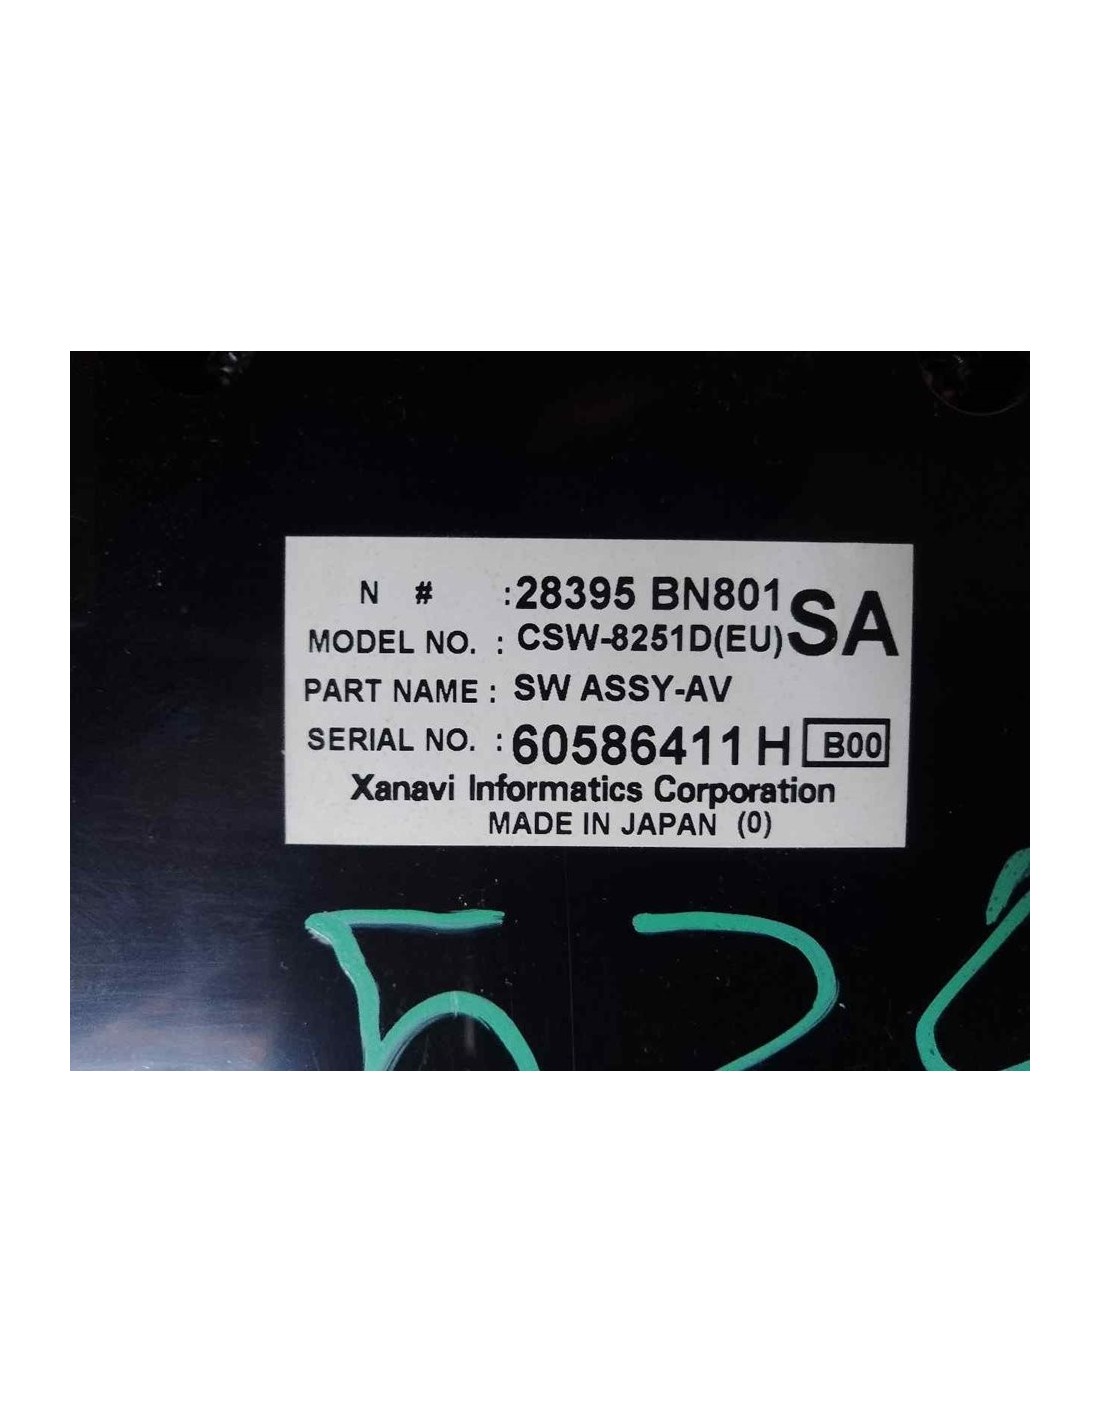 N # :28395 BN801 SA
MODEL NO. : CSW-8251D(EU)
PART NAME : SW ASSY-AV
SERIAL NO. : 60586411H B00
Xanavi Informatics Corporation
MADE IN JAPAN (0)